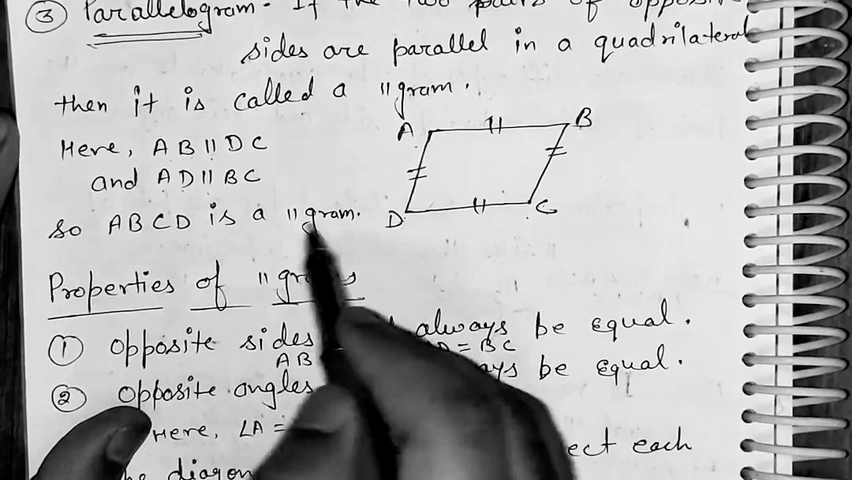 ③ Parallelogram - If the two pairs of opposi
sides are parallel in a quadrilateral
then it is called a ॥gram.
Here, AB॥DC
and AD॥BC
So ABCD is a ॥gram.
A B
D C
Properties of ॥grams
① opposite sides always be equal.
AB = BC
② opposite angles be equal.
Here, ∠A =
ect each
diagon